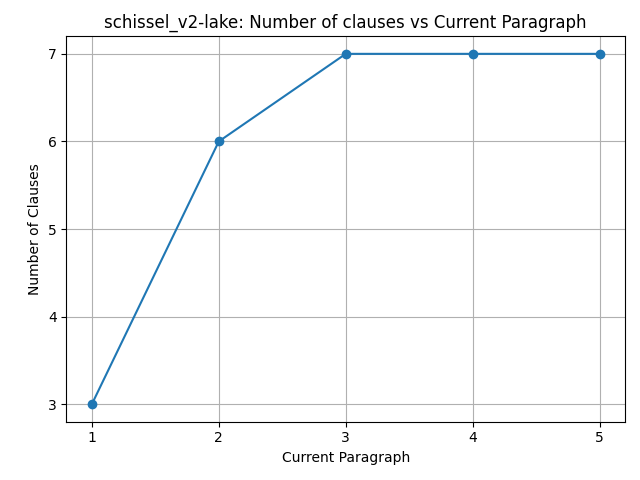 schissel_v2-lake: Number of clauses vs Current Paragraph
7
6
5
4
3
Number of Clauses
1 2 3 4 5
Current Paragraph